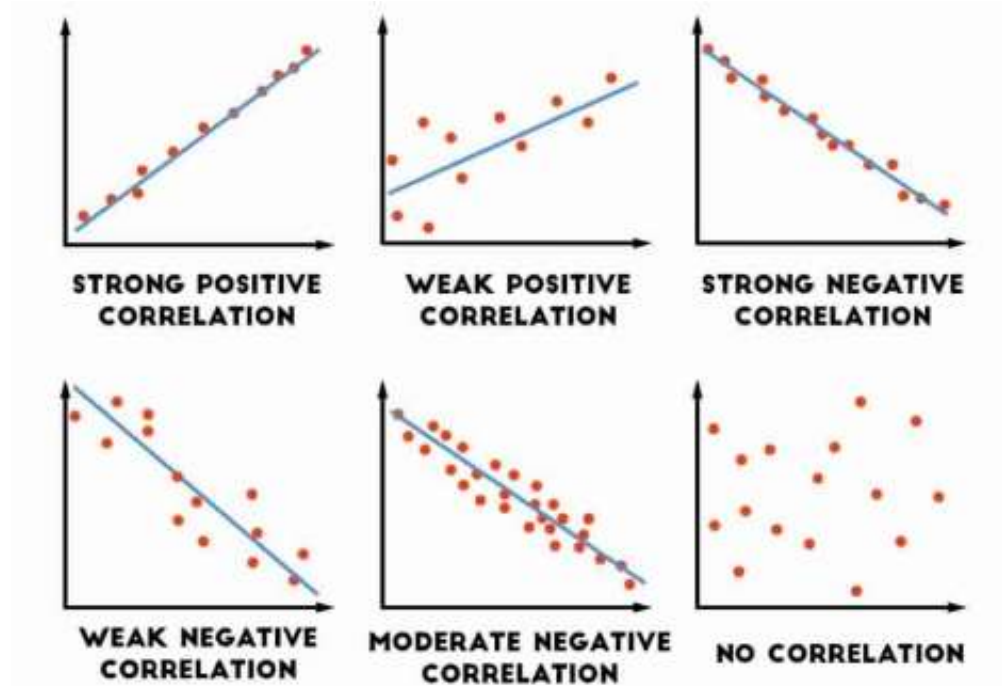 STRONG POSITIVE
CORRELATION
WEAK POSITIVE
CORRELATION
STRONG NEGATIVE
CORRELATION
WEAK NEGATIVE
CORRELATION
MODERATE NEGATIVE
CORRELATION
NO CORRELATION